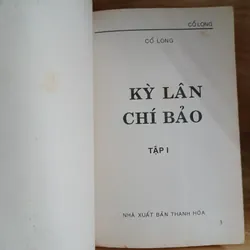 CỔ LONG
CỔ LONG
KỲ LÂN
CHÍ BẢO
TẬP I
NHÀ XUẤT BẢN THANH HÓA